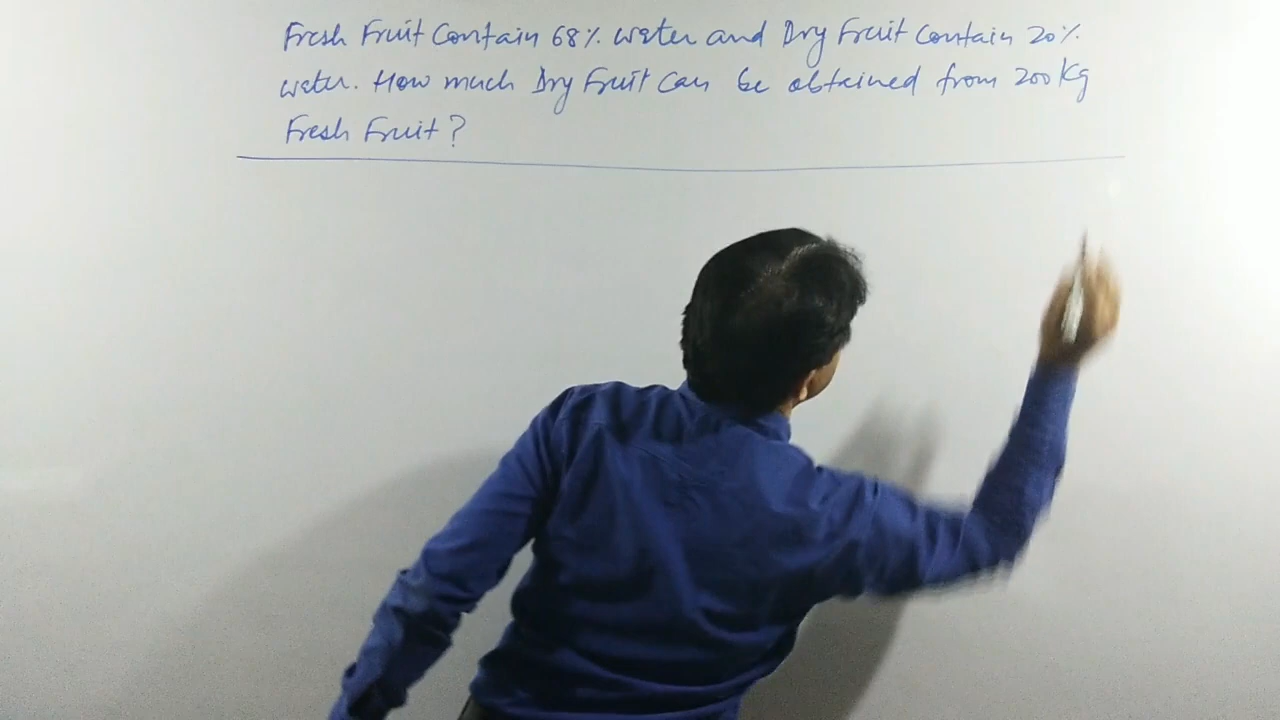 Fresh Fruit Contain 68% water and Dry Fruit contain 20%
water. How much Dry Fruit Can be obtained from 200 Kg
Fresh Fruit?